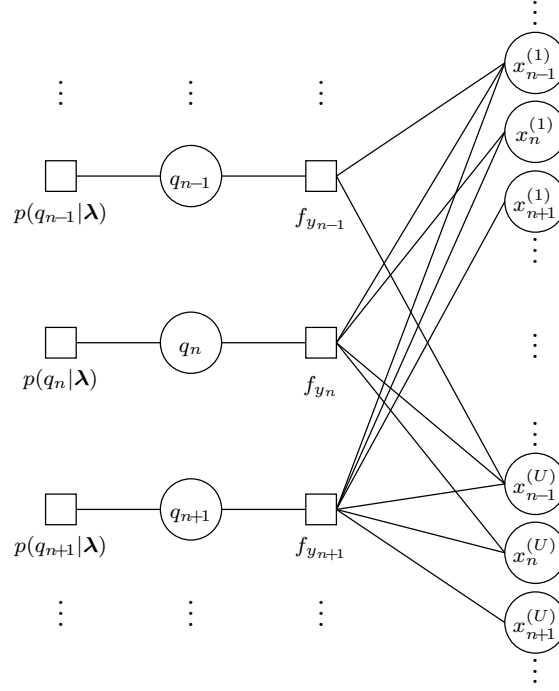 ⋮
x_{n-1}^{(1)}
⋮ ⋮ ⋮
x_n^{(1)}
q_{n-1}
x_{n+1}^{(1)}
p(q_{n-1}|λ) f_{y_{n-1}}
⋮
q_n ⋮
p(q_n|λ) f_{y_n}
⋮
x_{n-1}^{(U)}
q_{n+1}
x_n^{(U)}
p(q_{n+1}|λ) f_{y_{n+1}}
⋮ ⋮ ⋮
x_{n+1}^{(U)}
⋮